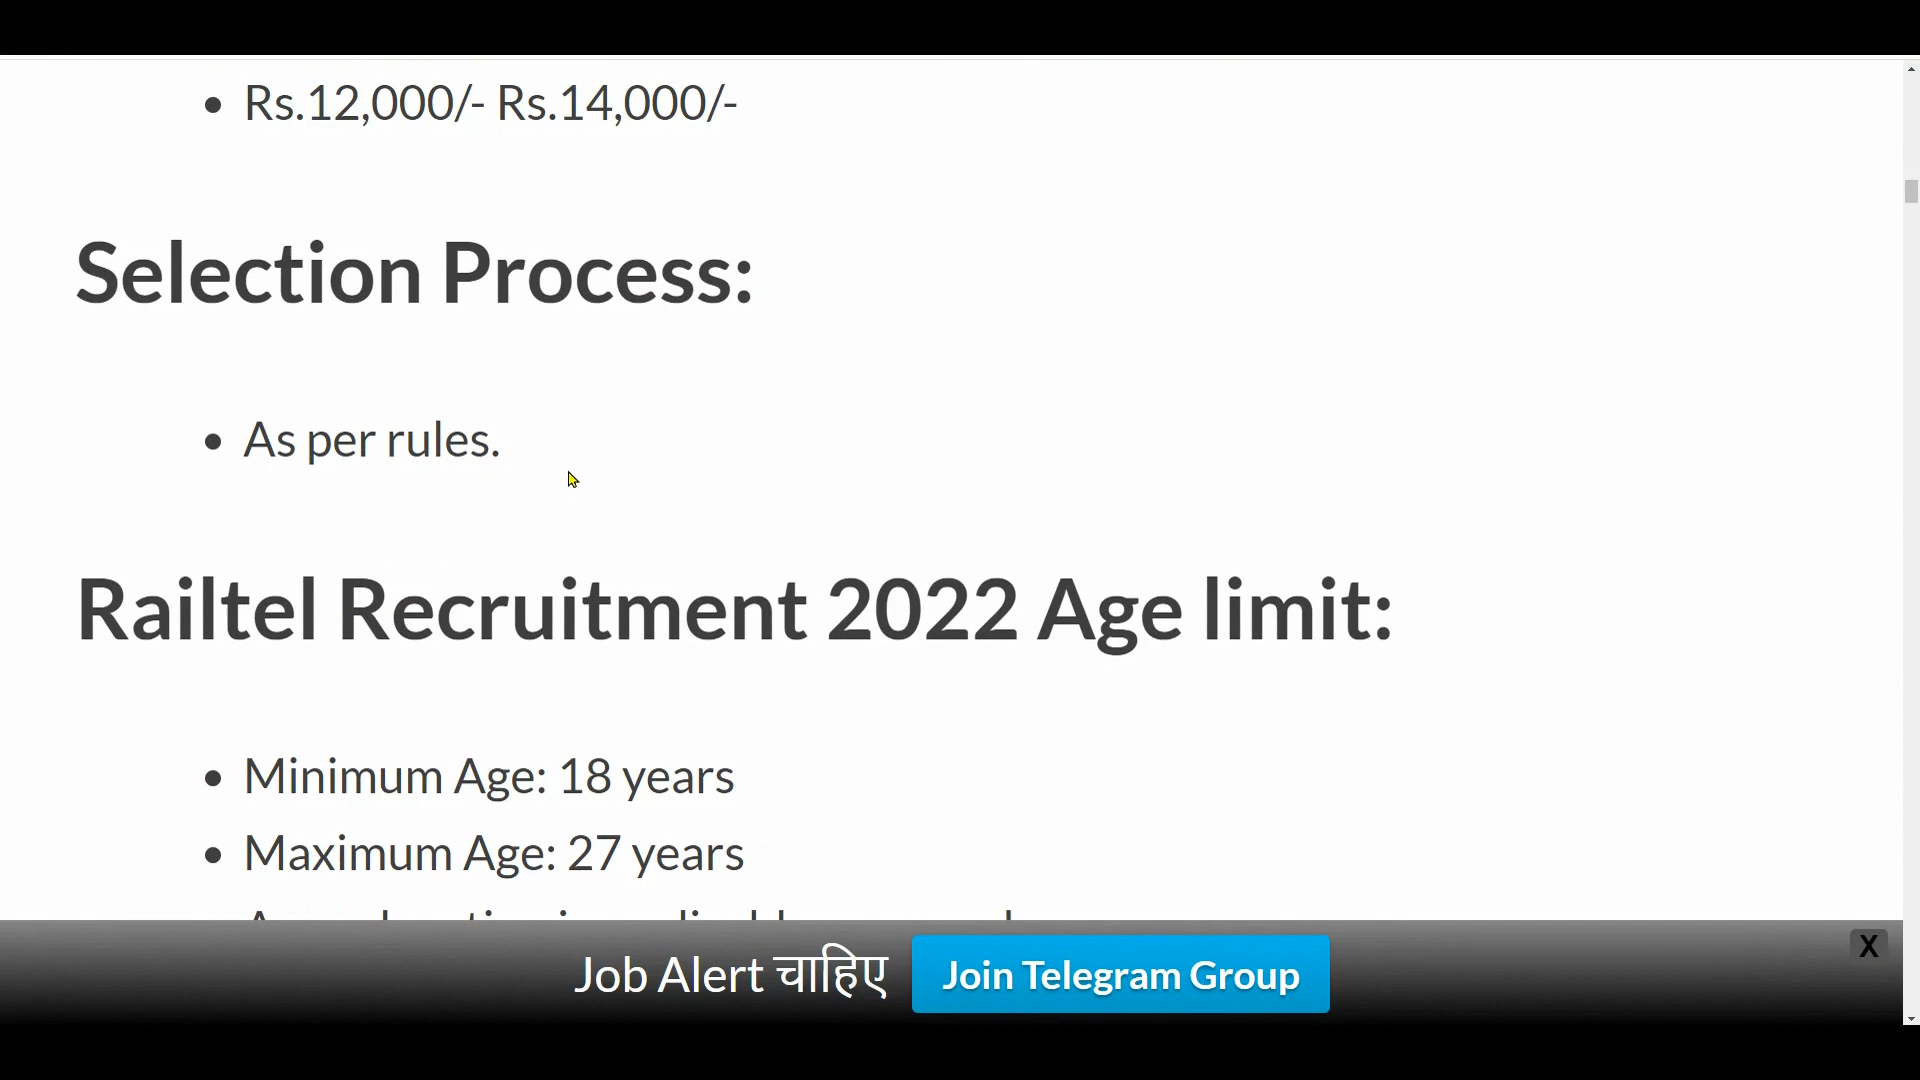 Rs.12,000/- Rs.14,000/-
Selection Process:
As per rules.
Railtel Recruitment 2022 Age limit:
Minimum Age: 18 years
Maximum Age: 27 years
Job Alert चाहिए Join Telegram Group X